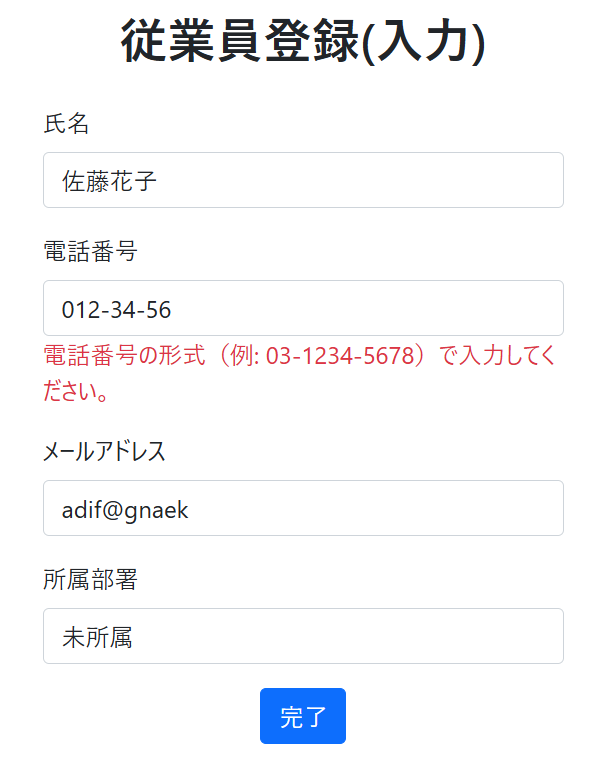 従業員登録(入力)
氏名
佐藤花子
電話番号
012-34-56
電話番号の形式（例: 03-1234-5678）で入力してく
ださい。
メールアドレス
adif@gnaek
所属部署
未所属
完了